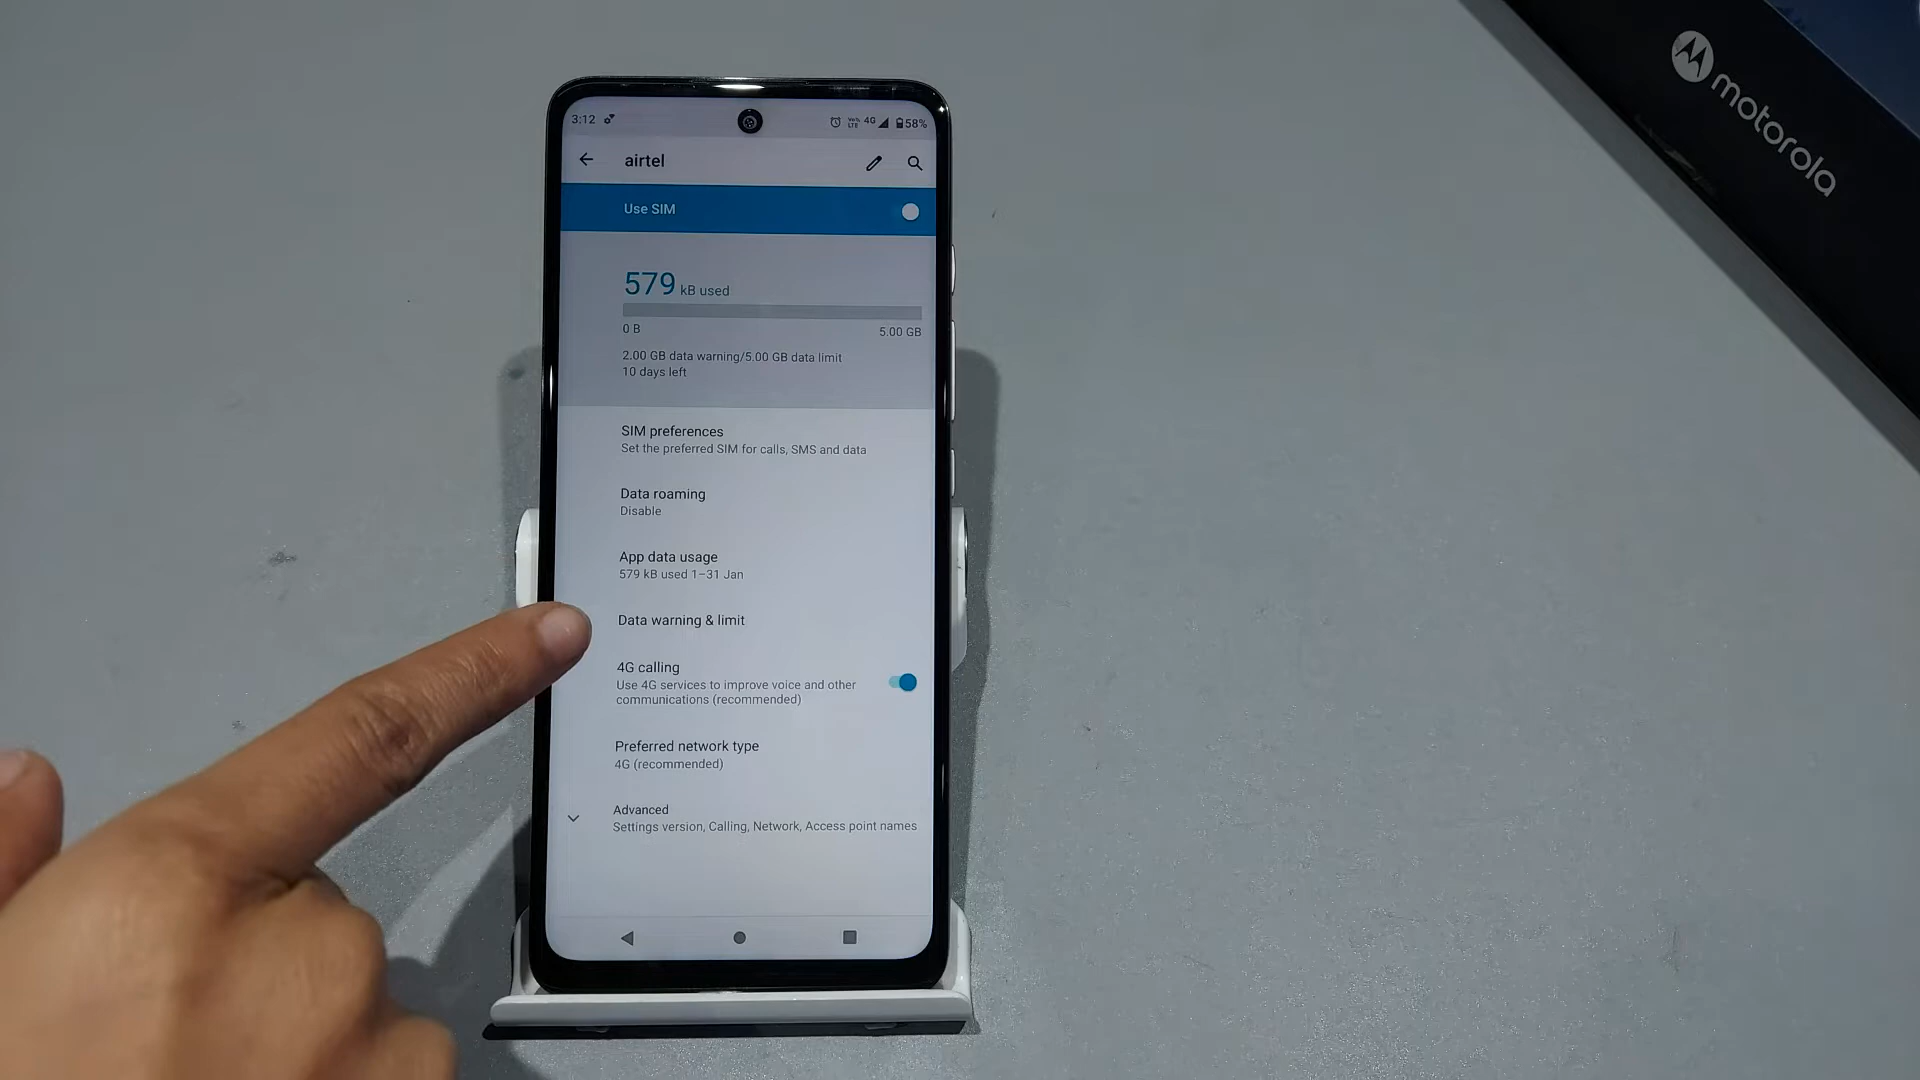 motorola
3:12
4G
58%
airtel
Use SIM
579 kB used
0 B
5.00 GB
2.00 GB data warning/5.00 GB data limit
10 days left
SIM preferences
Set the preferred SIM for calls, SMS and data
Data roaming
Disable
App data usage
579 kB used 1–31 Jan
Data warning & limit
4G calling
Use 4G services to improve voice and other
communications (recommended)
Preferred network type
4G (recommended)
Advanced
Settings version, Calling, Network, Access point names